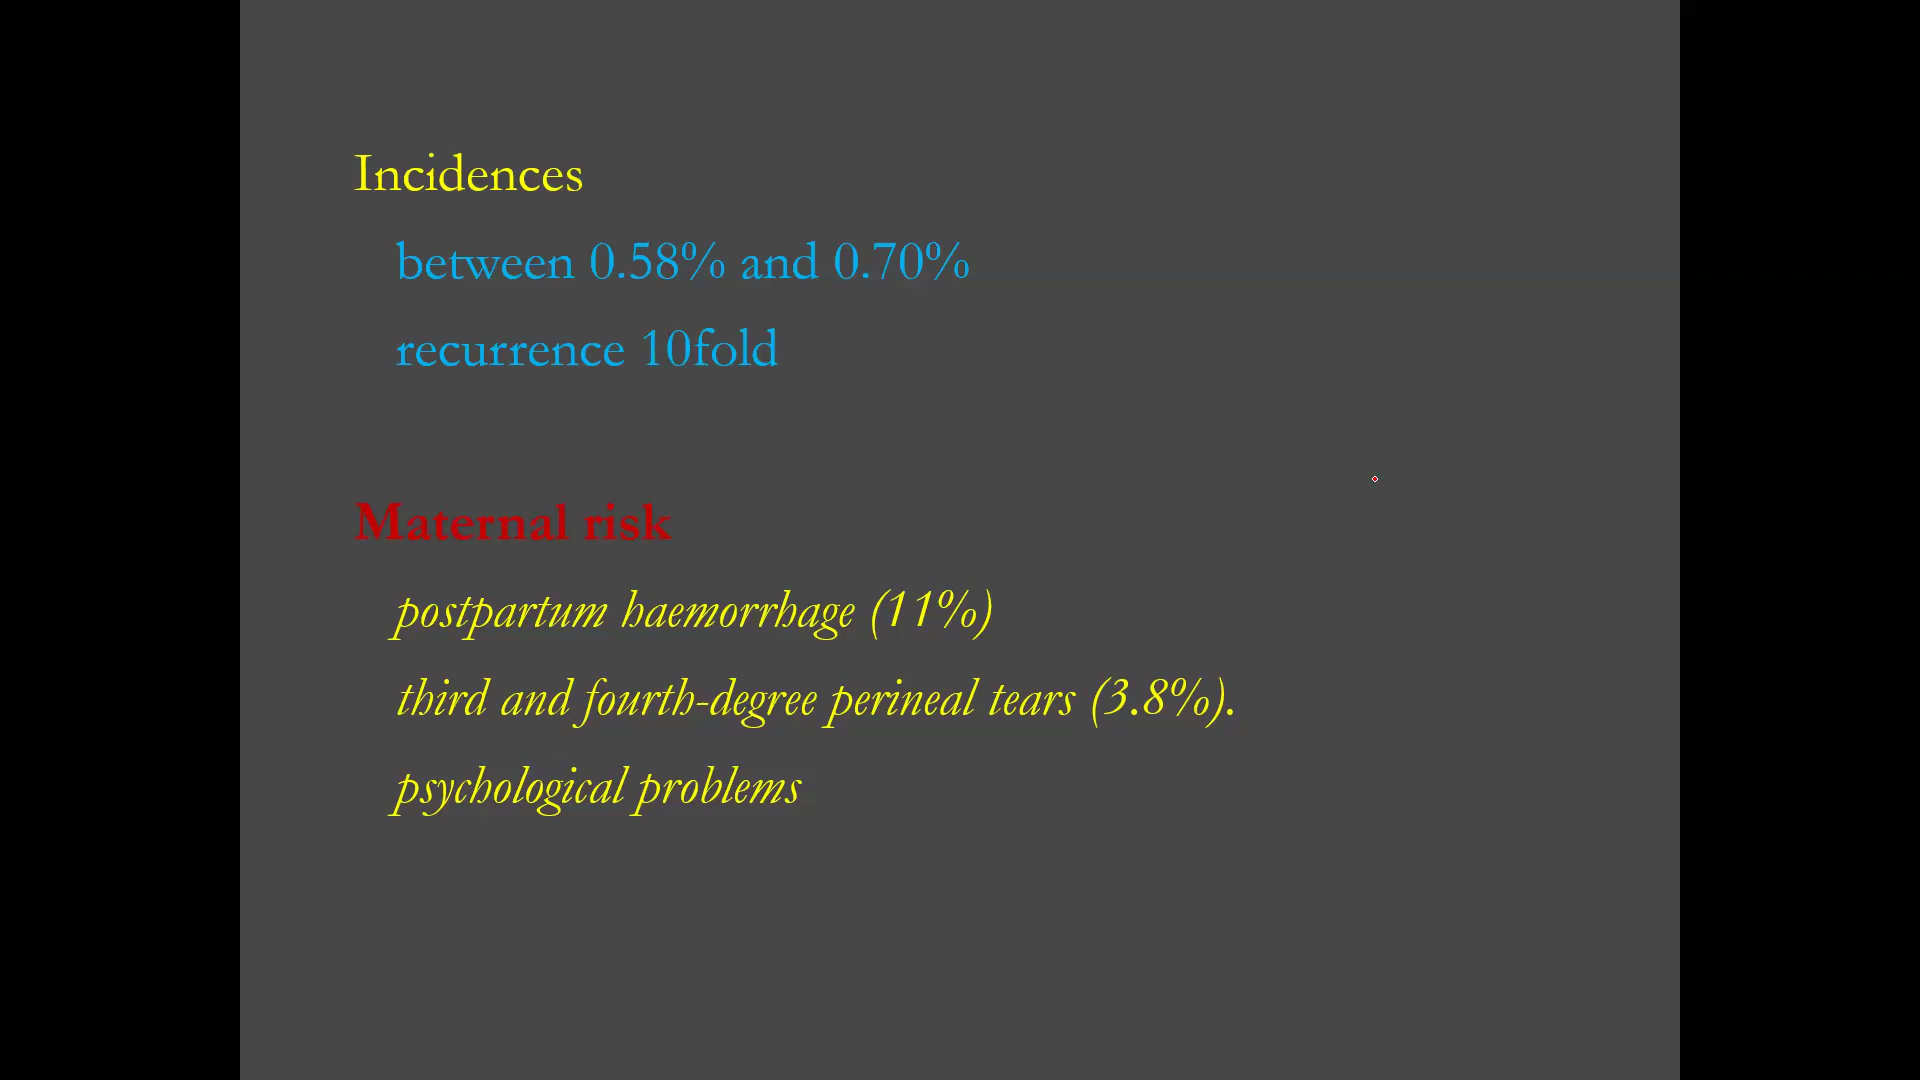 Incidences
between 0.58% and 0.70%
recurrence 10fold
Maternal risk
postpartum haemorrhage (11%)
third and fourth-degree perineal tears (3.8%).
psychological problems